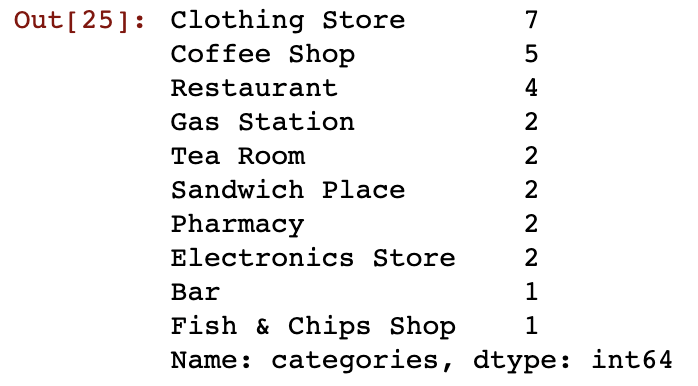 Out[25]: Clothing Store 7
Coffee Shop 5
Restaurant 4
Gas Station 2
Tea Room 2
Sandwich Place 2
Pharmacy 2
Electronics Store 2
Bar 1
Fish & Chips Shop 1
Name: categories, dtype: int64